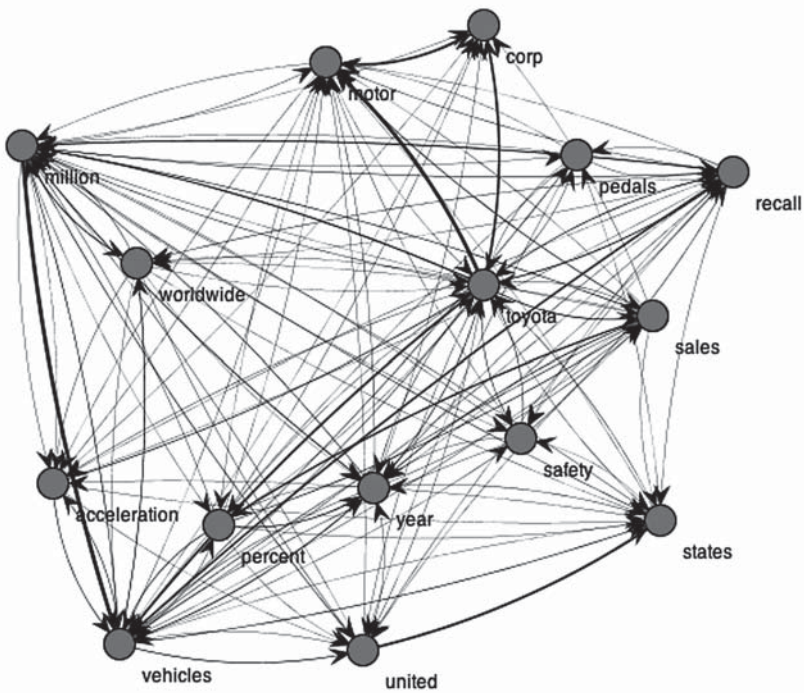 corp
motor
million
pedals
recall
worldwide
toyota
sales
safety
acceleration
year
percent
states
vehicles
united